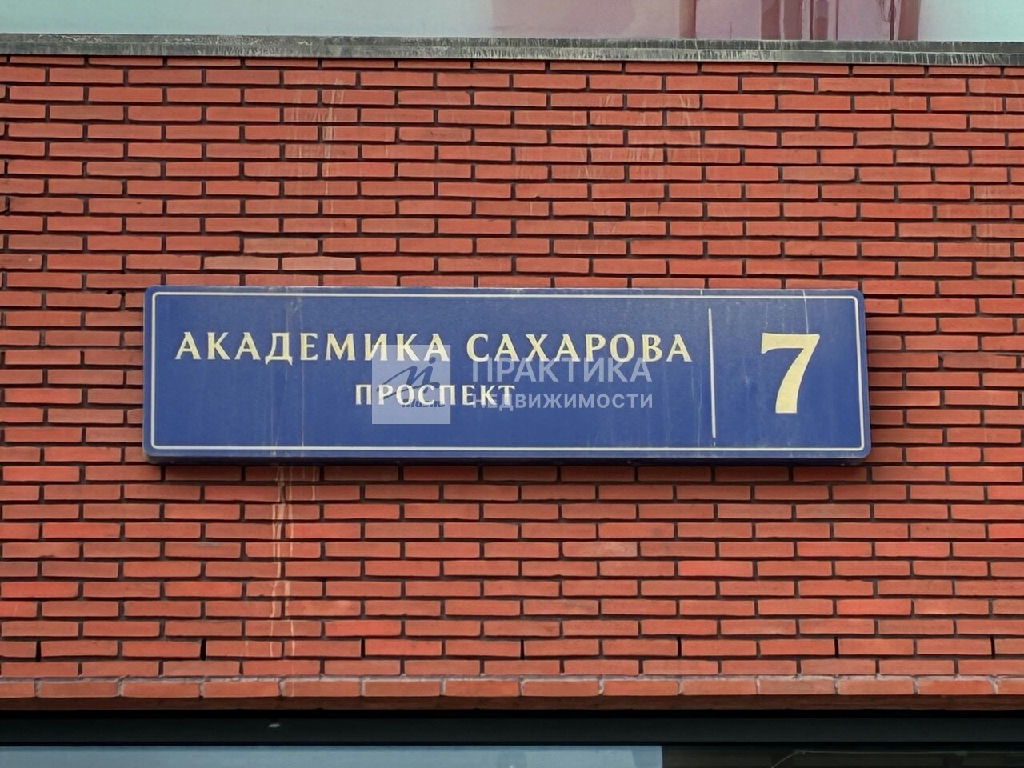 АКАДЕМИКА САХАРОВА
ПРОСПЕКТ
7
ПРАКТИКА
НЕДВИЖИМОСТИ